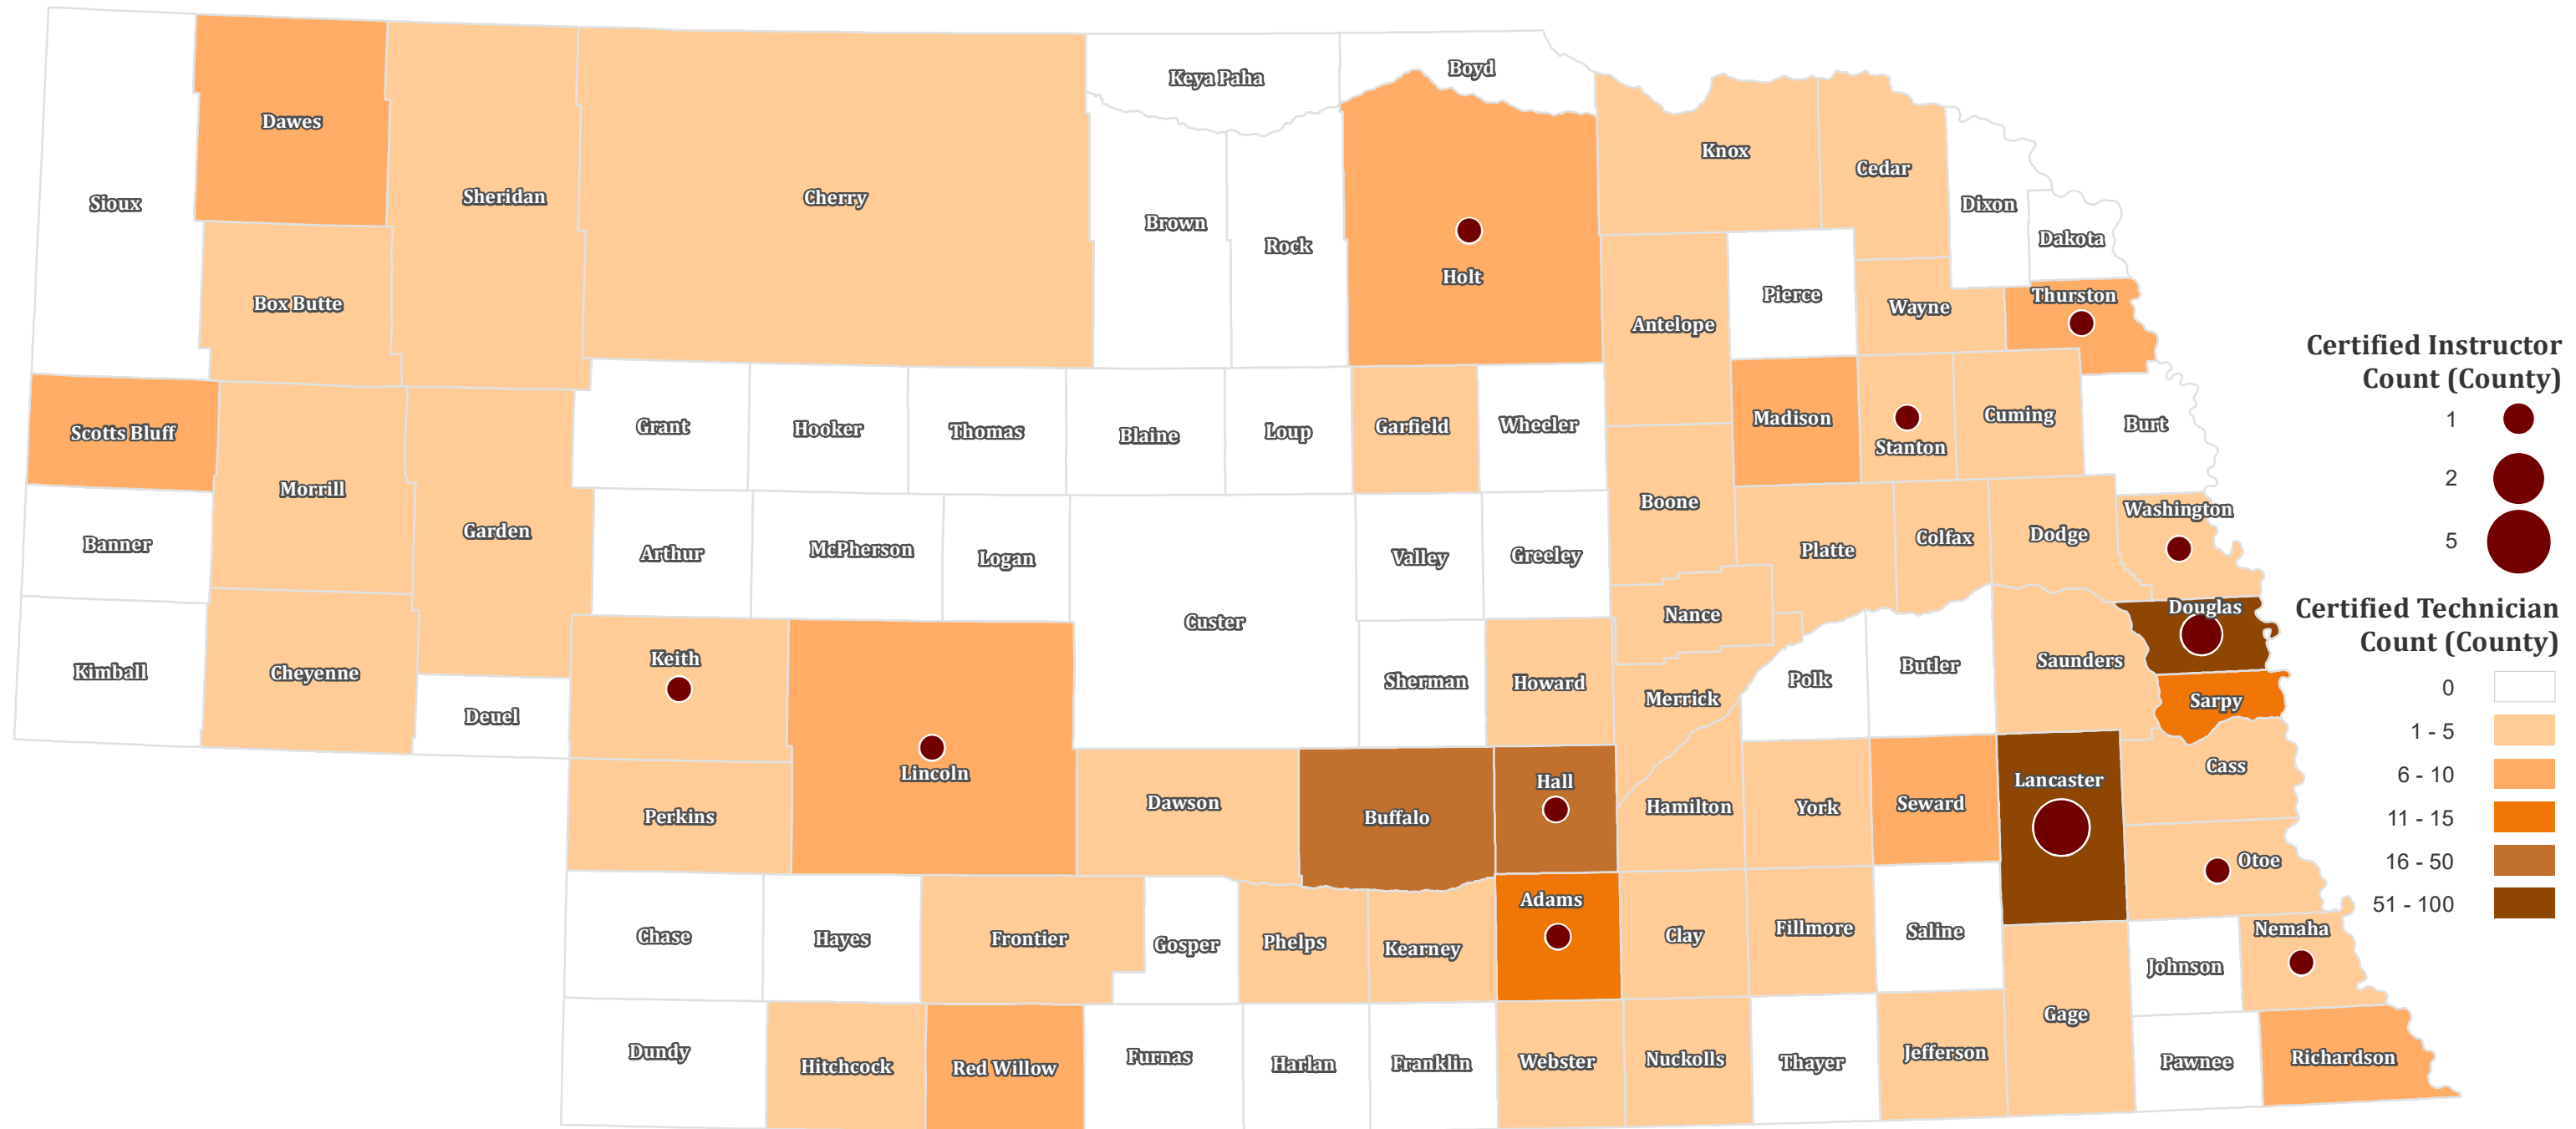 Keya Paha
Boyd
Dawes
Knox
Cedar
Sheridan
Cherry
Sioux
Dixon
Brown
Rock
Dakota
Holt
Box Butte
Pierce
Thurston
Wayne
Antelope
Certified Instructor
Count (County)
1
2
5
Scotts Bluff
Grant
Hooker
Thomas
Blaine
Loup
Garfield
Wheeler
Madison
Stanton
Cuming
Burt
Morrill
Garden
Banner
Arthur
McPherson
Logan
Valley
Greeley
Boone
Platte
Colfax
Dodge
Washington
Custer
Nance
Douglas
Certified Technician
Count (County)
0
1 - 5
6 - 10
11 - 15
16 - 50
51 - 100
Kimball
Cheyenne
Deuel
Keith
Sherman
Howard
Merrick
Polk
Butler
Saunders
Sarpy
Lincoln
Perkins
Dawson
Buffalo
Hall
Hamilton
York
Seward
Lancaster
Cass
Otoe
Chase
Hayes
Frontier
Gosper
Phelps
Kearney
Adams
Clay
Fillmore
Saline
Johnson
Nemaha
Dundy
Hitchcock
Red Willow
Furnas
Harlan
Franklin
Webster
Nuckolls
Thayer
Jefferson
Gage
Pawnee
Richardson